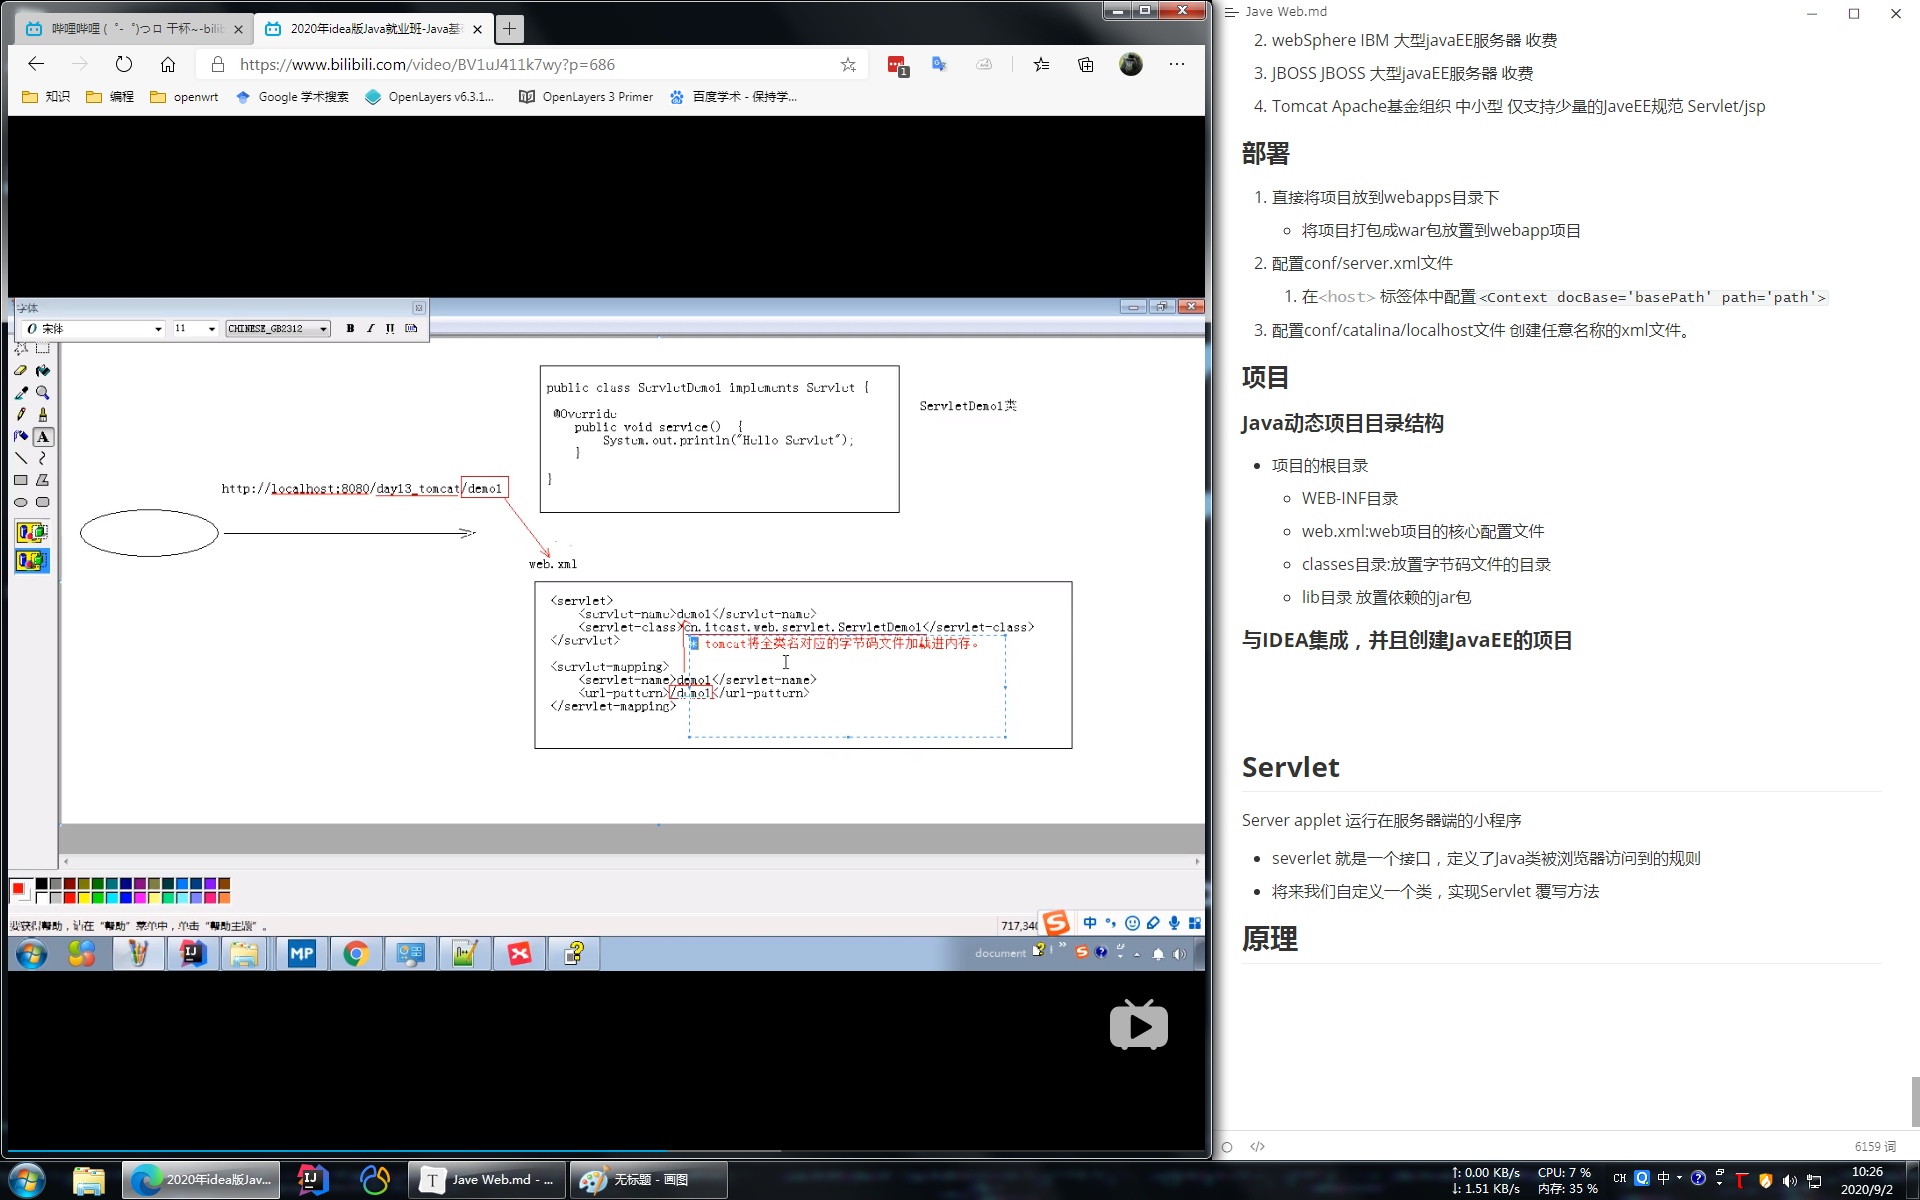 哔哩哔哩 (゜-゜)つロ 干杯~-bili
2020年idea版Java就业班-Java基
https://www.bilibili.com/video/BV1uJ411k7wy?p=686
1
知识
编程
openwrt
Google 学术搜索
OpenLayers v6.3.1...
OpenLayers 3 Primer
百度学术 - 保持学...
字体
宋体
11
CHINESE_GB2312
B I U
public class ServletDemo1 implements Servlet {
@Override
public void service() {
System.out.println("Hello Servlet");
}
}
ServletDemo1类
http://localhost:8080/day13_tomcat/demo1
web.xml
<servlet>
<servlet-name>demo1</servlet-name>
<servlet-class>cn.itcast.web.servlet.ServletDemo1</servlet-class>
</servlet>
* tomcat将全类名对应的字节码文件加载进内存。
<servlet-mapping>
<servlet-name>demo1</servlet-name>
<url-pattern>/demo1</url-pattern>
</servlet-mapping>
要获得帮助，请在“帮助”菜单中，单击“帮助主题”。
717,340
中
MP
document
Jave Web.md
2. webSphere IBM 大型javaEE服务器 收费
3. JBOSS JBOSS 大型javaEE服务器 收费
4. Tomcat Apache基金组织 中小型 仅支持少量的JaveEE规范 Servlet/jsp
部署
1. 直接将项目放到webapps目录下
将项目打包成war包放置到webapp项目
2. 配置conf/server.xml文件
1. 在<host> 标签体中配置 <Context docBase='basePath' path='path'>
3. 配置conf/catalina/localhost文件 创建任意名称的xml文件。
项目
Java动态项目目录结构
项目的根目录
WEB-INF目录
web.xml:web项目的核心配置文件
classes目录:放置字节码文件的目录
lib目录 放置依赖的jar包
与IDEA集成，并且创建JavaEE的项目
Servlet
Server applet 运行在服务器端的小程序
severlet 就是一个接口，定义了Java类被浏览器访问到的规则
将来我们自定义一个类，实现Servlet 覆写方法
原理
</>
6159 词
2020年idea版Jav...
Jave Web.md - ...
无标题 - 画图
↑: 0.00 KB/s
↓: 1.51 KB/s
CPU: 7 %
内存: 35 %
CH
中
10:26
2020/9/2